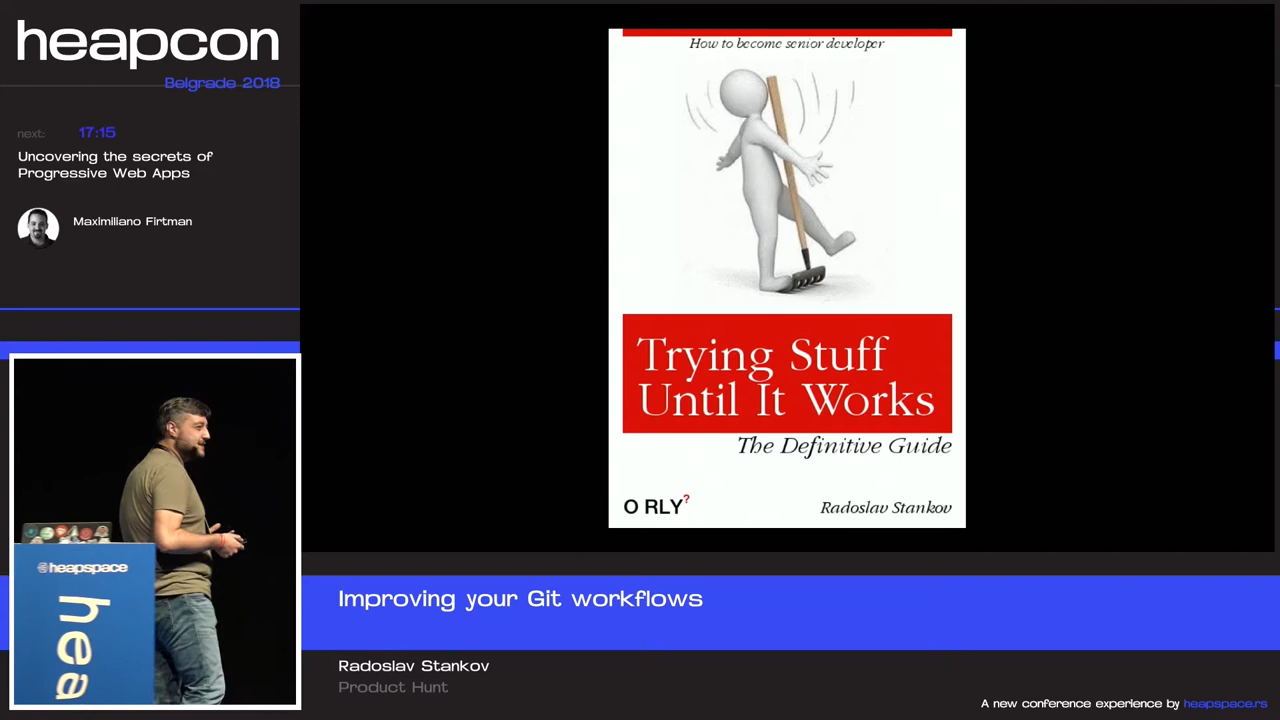 heapcon
Belgrade 2018
next: 17:15
Uncovering the secrets of
Progressive Web Apps
Maximiliano Firtman
How to become senior developer
Trying Stuff
Until It Works
The Definitive Guide
O RLY?
Radoslav Stankov
heapspace
hea
Improving your Git workflows
Radoslav Stankov
Product Hunt
A new conference experience by heapspace.rs